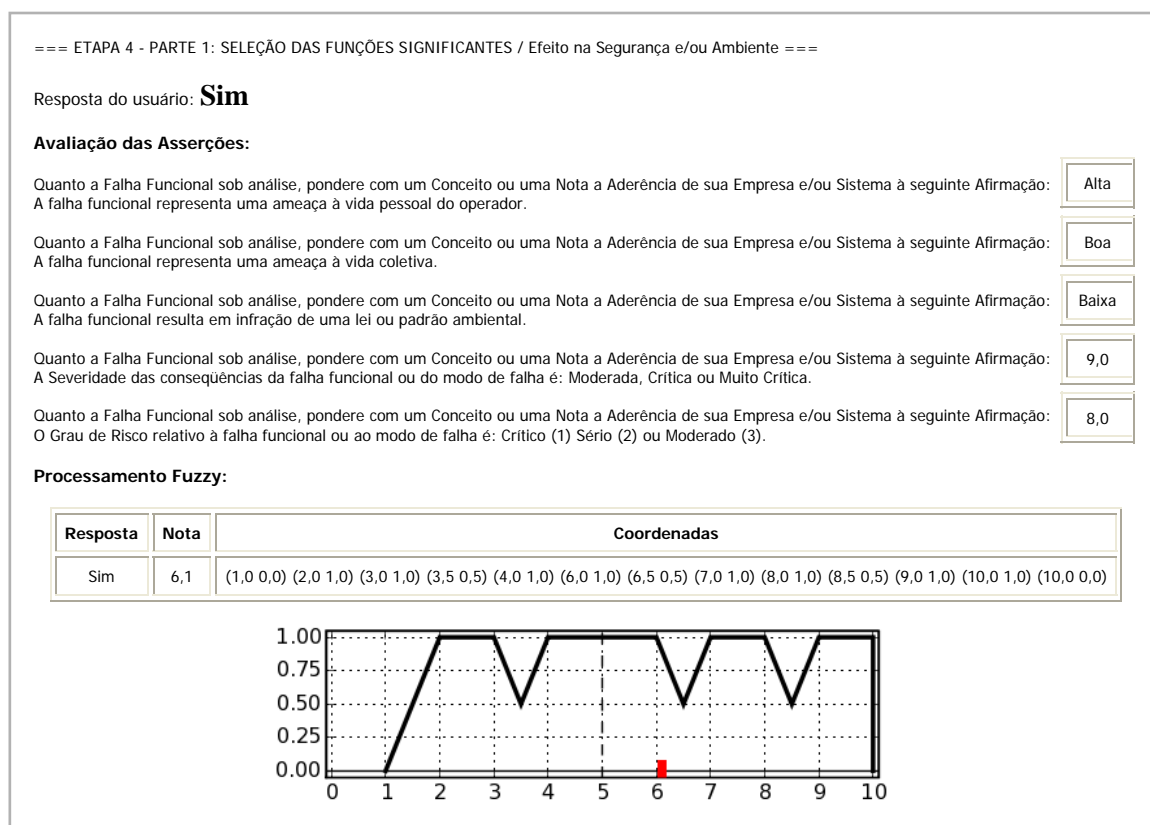 === ETAPA 4 - PARTE 1: SELEÇÃO DAS FUNÇÕES SIGNIFICANTES / Efeito na Segurança e/ou Ambiente ===
Resposta do usuário: Sim
Avaliação das Asserções:
Quanto a Falha Funcional sob análise, pondere com um Conceito ou uma Nota a Aderência de sua Empresa e/ou Sistema à seguinte Afirmação:
A falha funcional representa uma ameaça à vida pessoal do operador.
Alta
Quanto a Falha Funcional sob análise, pondere com um Conceito ou uma Nota a Aderência de sua Empresa e/ou Sistema à seguinte Afirmação:
A falha funcional representa uma ameaça à vida coletiva.
Boa
Quanto a Falha Funcional sob análise, pondere com um Conceito ou uma Nota a Aderência de sua Empresa e/ou Sistema à seguinte Afirmação:
A falha funcional resulta em infração de uma lei ou padrão ambiental.
Baixa
Quanto a Falha Funcional sob análise, pondere com um Conceito ou uma Nota a Aderência de sua Empresa e/ou Sistema à seguinte Afirmação:
A Severidade das conseqüências da falha funcional ou do modo de falha é: Moderada, Crítica ou Muito Crítica.
9,0
Quanto a Falha Funcional sob análise, pondere com um Conceito ou uma Nota a Aderência de sua Empresa e/ou Sistema à seguinte Afirmação:
O Grau de Risco relativo à falha funcional ou ao modo de falha é: Crítico (1) Sério (2) ou Moderado (3).
8,0
Processamento Fuzzy:
Resposta Nota Coordenadas
Sim 6,1 (1,0 0,0) (2,0 1,0) (3,0 1,0) (3,5 0,5) (4,0 1,0) (6,0 1,0) (6,5 0,5) (7,0 1,0) (8,0 1,0) (8,5 0,5) (9,0 1,0) (10,0 1,0) (10,0 0,0)
1.00
0.75
0.50
0.25
0.00
0 1 2 3 4 5 6 7 8 9 10